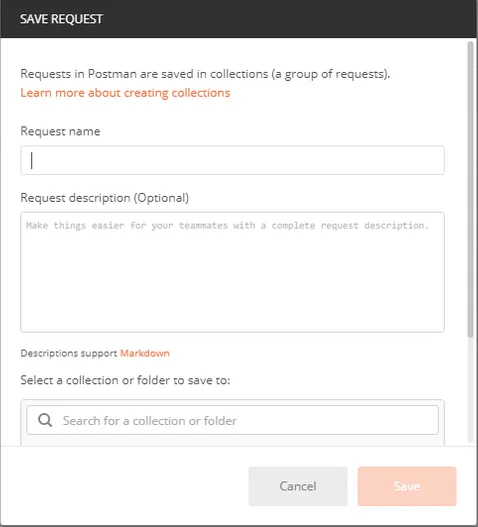 SAVE REQUEST
Requests in Postman are saved in collections (a group of requests).
Learn more about creating collections
Request name
Request description (Optional)
Make things easier for your teammates with a complete request description.
Descriptions support Markdown
Select a collection or folder to save to:
Search for a collection or folder
Cancel
Save